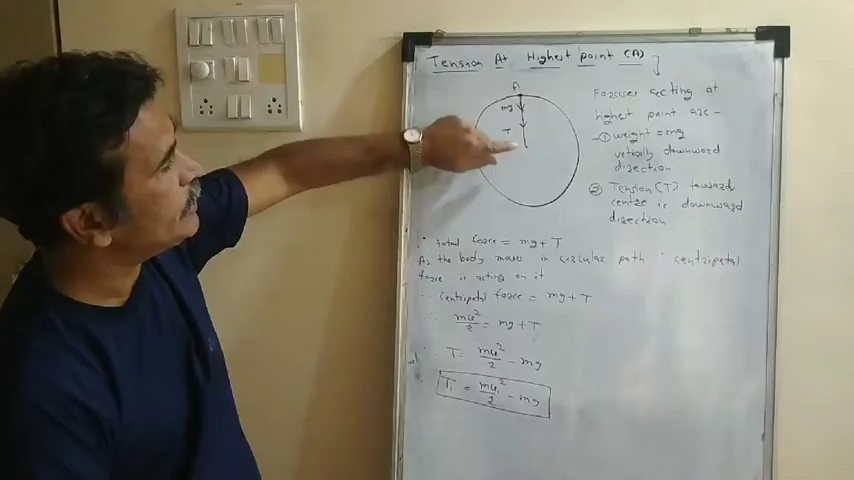 Tension At Highest point (A)
A
mg
T
Forces acting at
highest point are -
① weight = mg
vertically downward
direction
② Tension (T) toward
centre ie downward
direction
∴ total force = mg + T
As the body moves in circular path ∴ centripetal
force is acting on it
∴ Centripetal force = mg + T
∴ mv²/r = mg + T
∴ T = mv²/r - mg
T₁ = mv₁²/r - mg